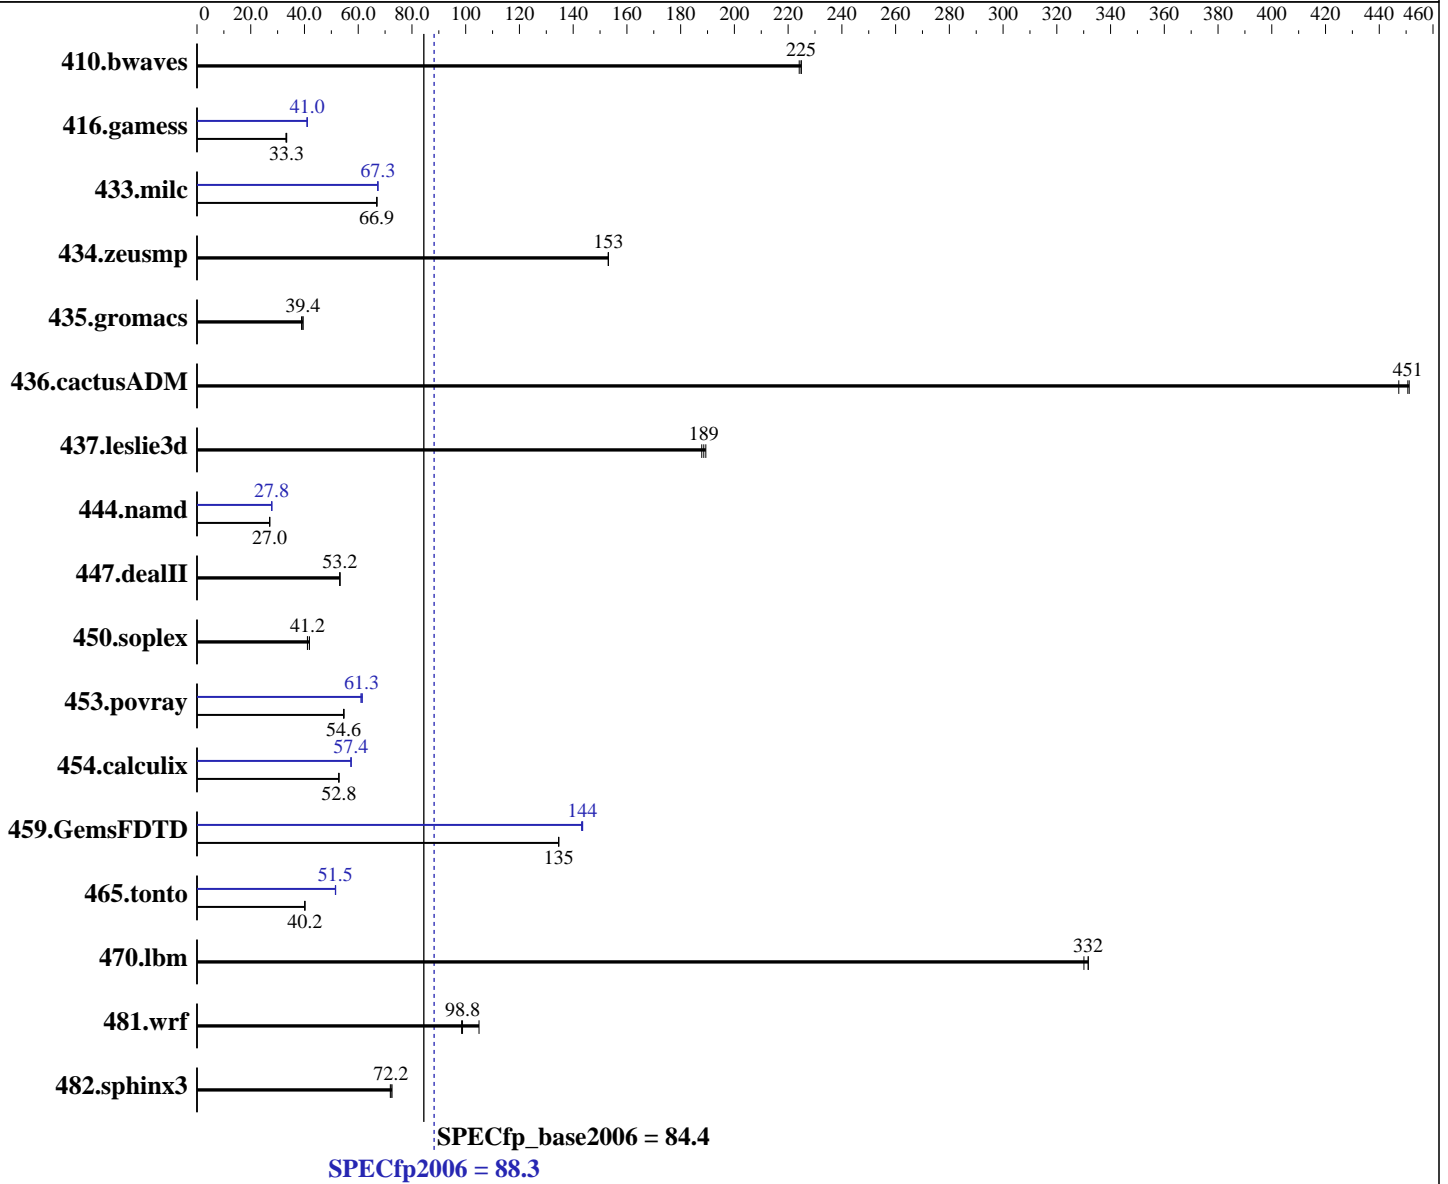 0 20.0 40.0 60.0 80.0 100 120 140 160 180 200 220 240 260 280 300 320 340 360 380 400 420 440 460
410.bwaves 225
416.gamess 41.0
33.3
433.milc 67.3
66.9
434.zeusmp 153
435.gromacs 39.4
436.cactusADM 451
437.leslie3d 189
444.namd 27.8
27.0
447.dealII 53.2
450.soplex 41.2
453.povray 61.3
54.6
454.calculix 57.4
52.8
459.GemsFDTD 144
135
465.tonto 51.5
40.2
470.lbm 332
481.wrf 98.8
482.sphinx3 72.2
SPECfp_base2006 = 84.4
SPECfp2006 = 88.3